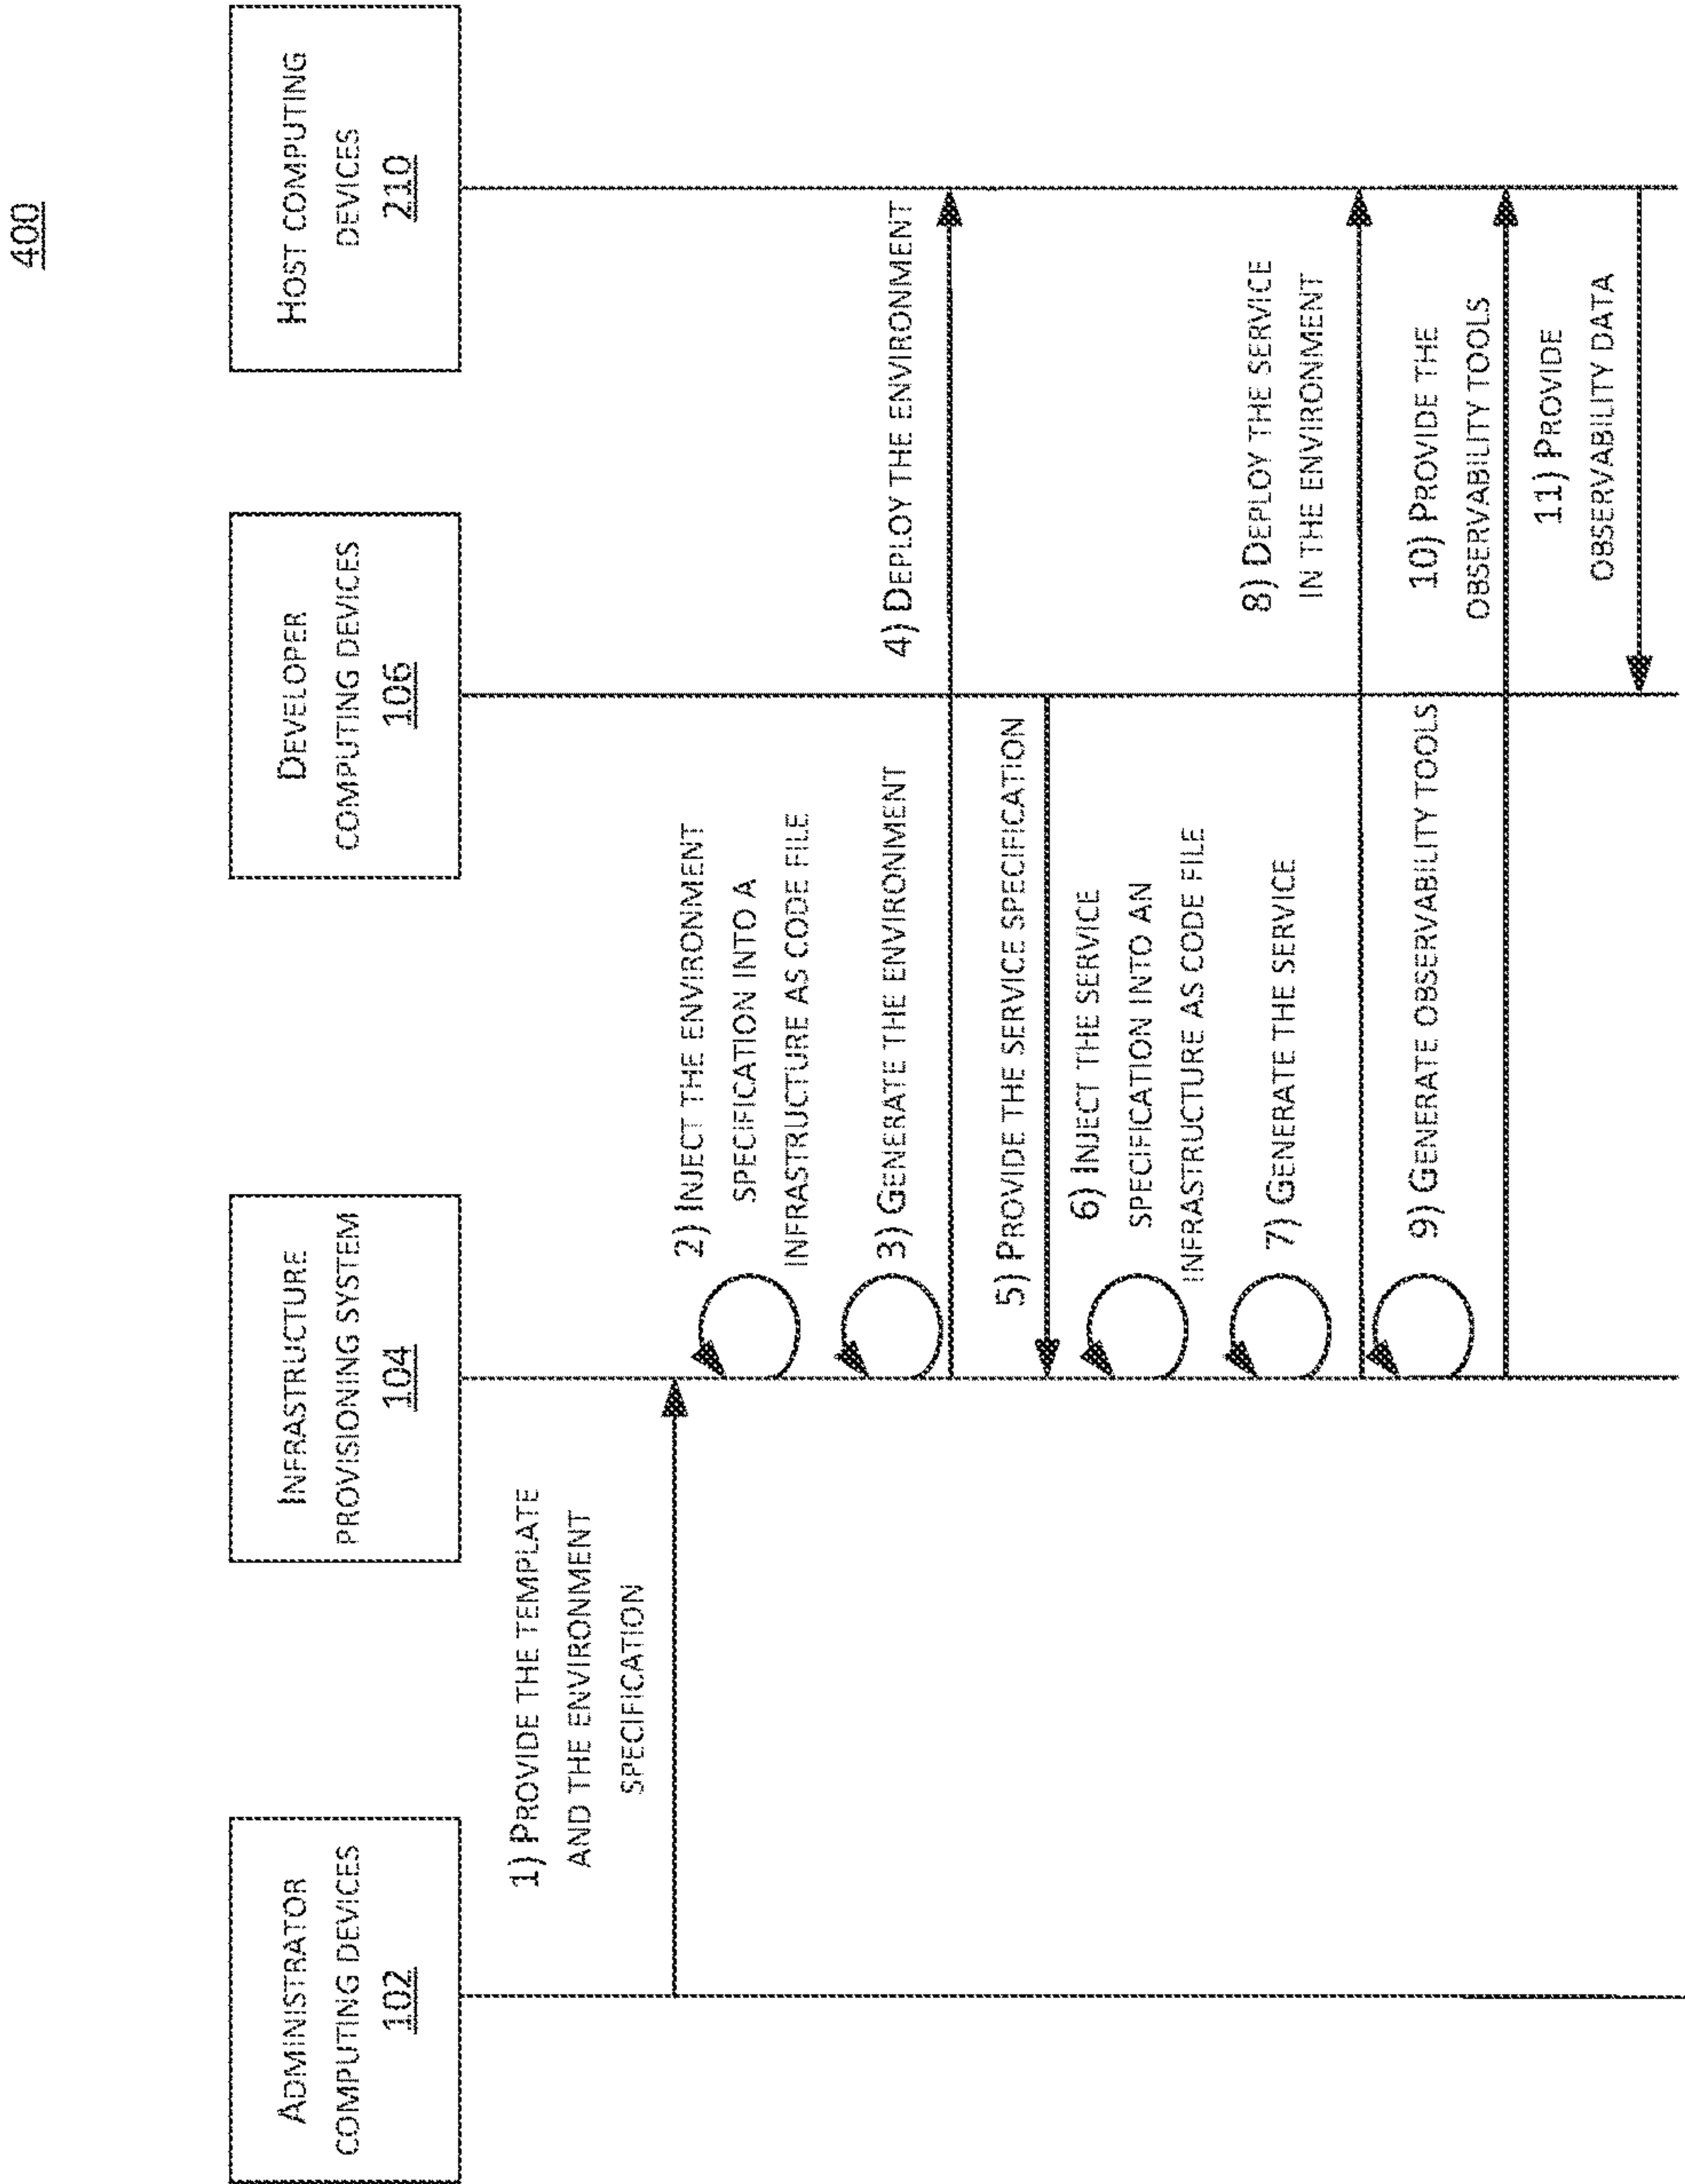 400
ADMINISTRATOR
COMPUTING DEVICES
102
INFRASTRUCTURE
PROVISIONING SYSTEM
104
DEVELOPER
COMPUTING DEVICES
106
HOST COMPUTING
DEVICES
210
1) PROVIDE THE TEMPLATE
AND THE ENVIRONMENT
SPECIFICATION
2) INJECT THE ENVIRONMENT
SPECIFICATION INTO A
INFRASTRUCTURE AS CODE FILE
3) GENERATE THE ENVIRONMENT
4) DEPLOY THE ENVIRONMENT
5) PROVIDE THE SERVICE SPECIFICATION
6) INJECT THE SERVICE
SPECIFICATION INTO AN
INFRASTRUCTURE AS CODE FILE
7) GENERATE THE SERVICE
8) DEPLOY THE SERVICE
IN THE ENVIRONMENT
9) GENERATE OBSERVABILITY TOOLS
10) PROVIDE THE
OBSERVABILITY TOOLS
11) PROVIDE
OBSERVABILITY DATA